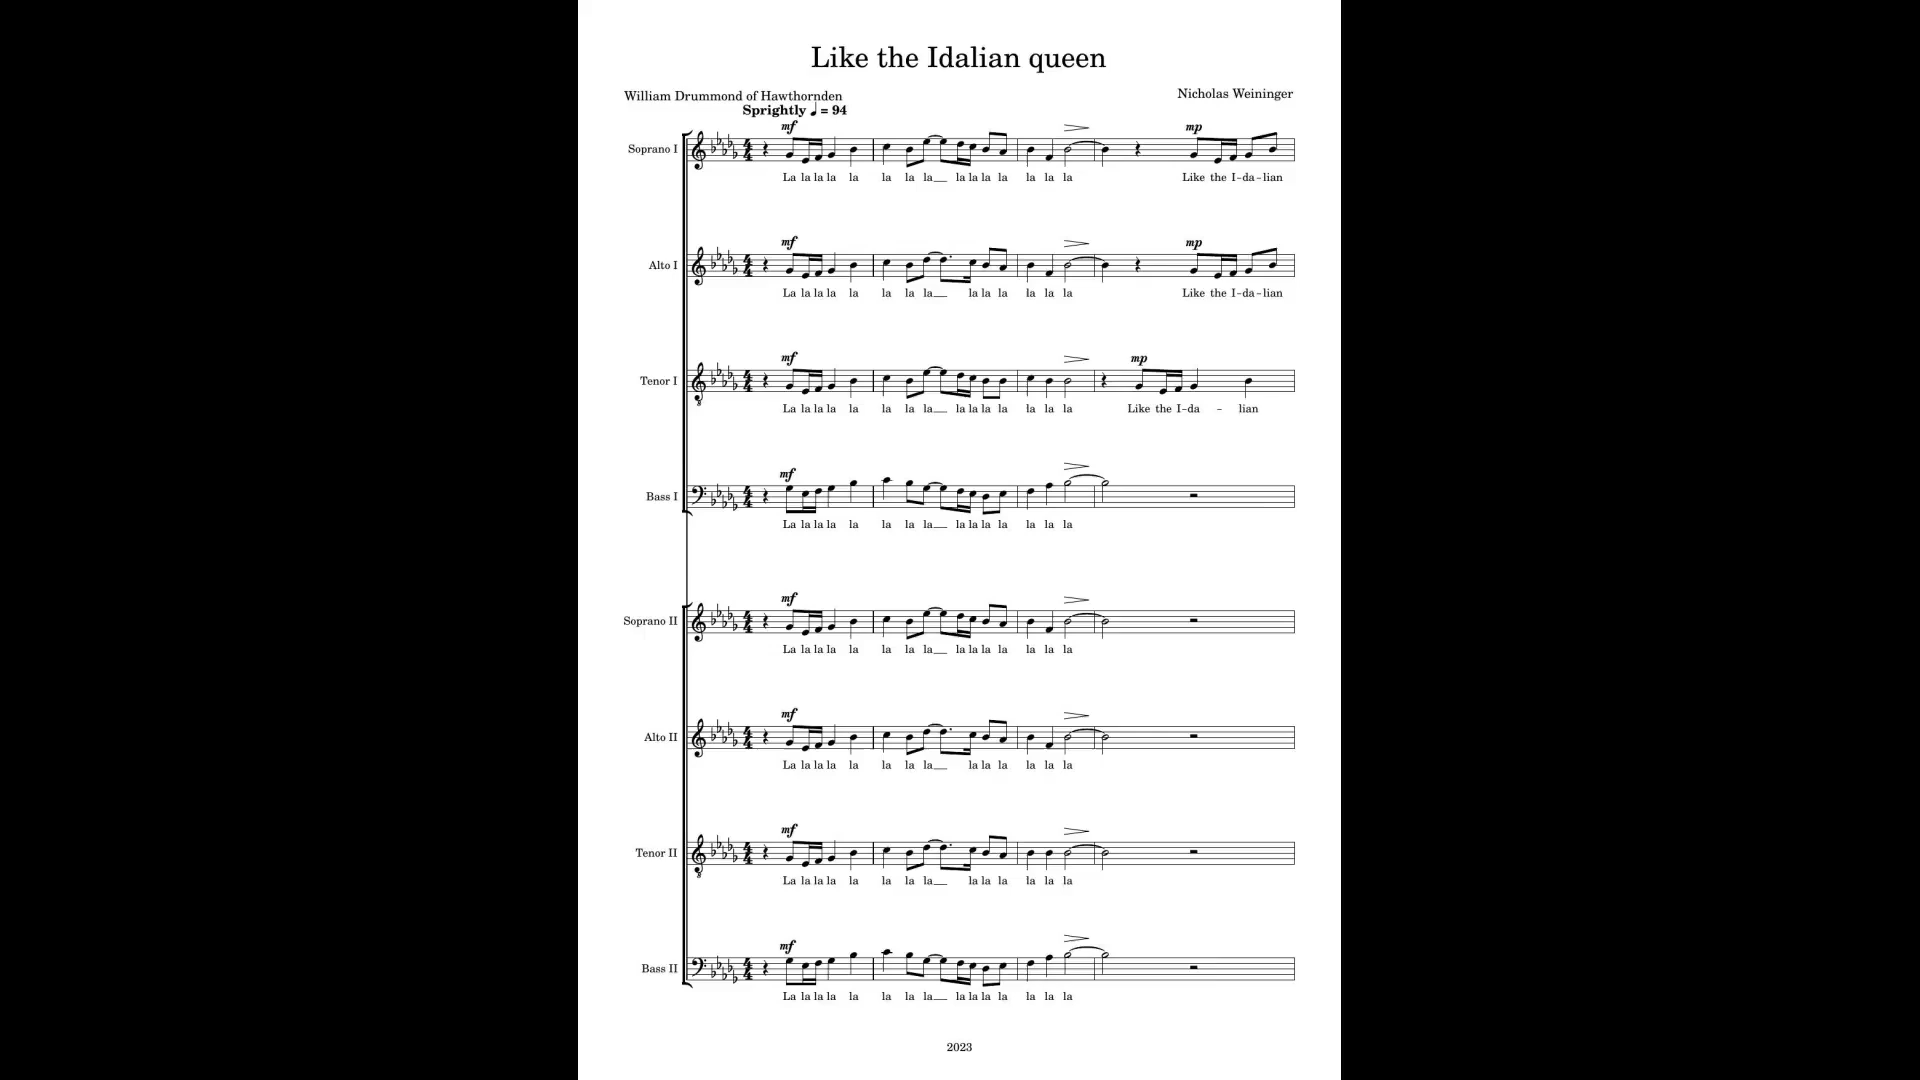 Like the Idalian queen
William Drummond of Hawthornden
Nicholas Weininger
Sprightly ♩ = 94
mf
mp
Soprano I
La la la la la la la la la la la la la la la Like the I-da-lian
mf
mp
Alto I
La la la la la la la la la la la la la la Like the I-da-lian
mf
mp
Tenor I
La la la la la la la la la la la la la la la Like the I-da - lian
mf
Bass I
La la la la la la la la la la la la la la la
mf
Soprano II
La la la la la la la la la la la la la la la
mf
Alto II
La la la la la la la la la la la la la la
mf
Tenor II
La la la la la la la la la la la la la la
mf
Bass II
La la la la la la la la la la la la la la la
2023